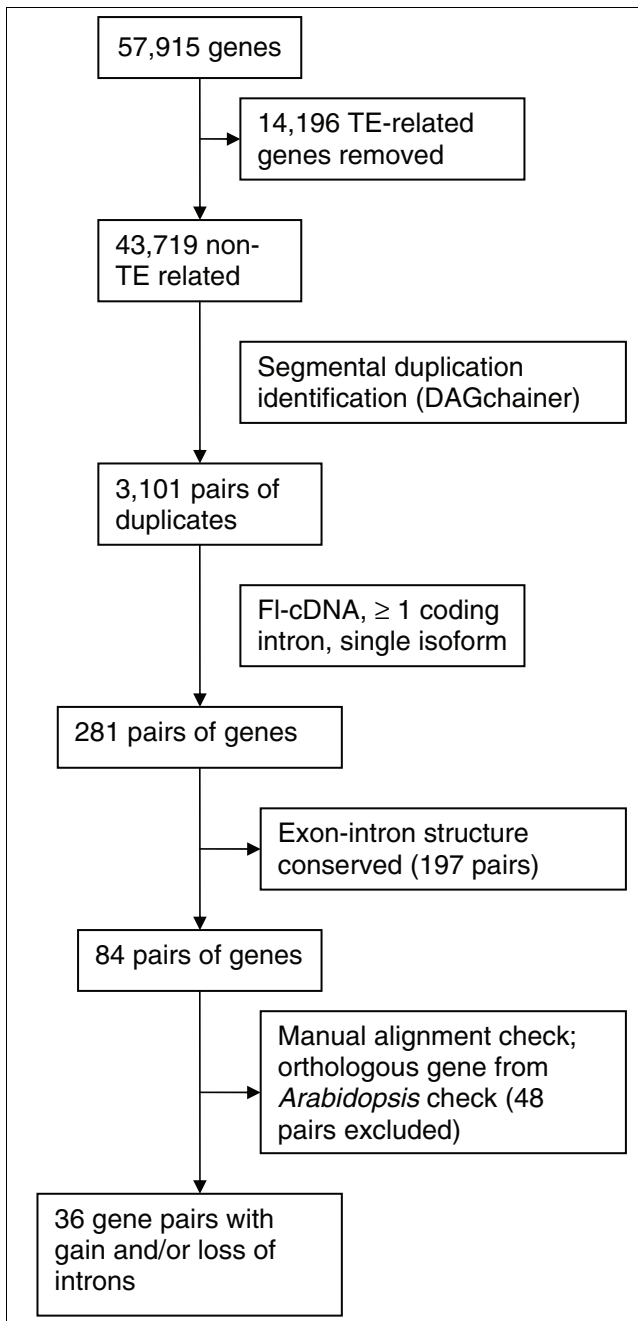 57,915 genes
14,196 TE-related
genes removed
43,719 non-
TE related
Segmental duplication
identification (DAGchainer)
3,101 pairs of
duplicates
Fl-cDNA, ≥ 1 coding
intron, single isoform
281 pairs of genes
Exon-intron structure
conserved (197 pairs)
84 pairs of genes
Manual alignment check;
orthologous gene from
Arabidopsis check (48
pairs excluded)
36 gene pairs with
gain and/or loss of
introns